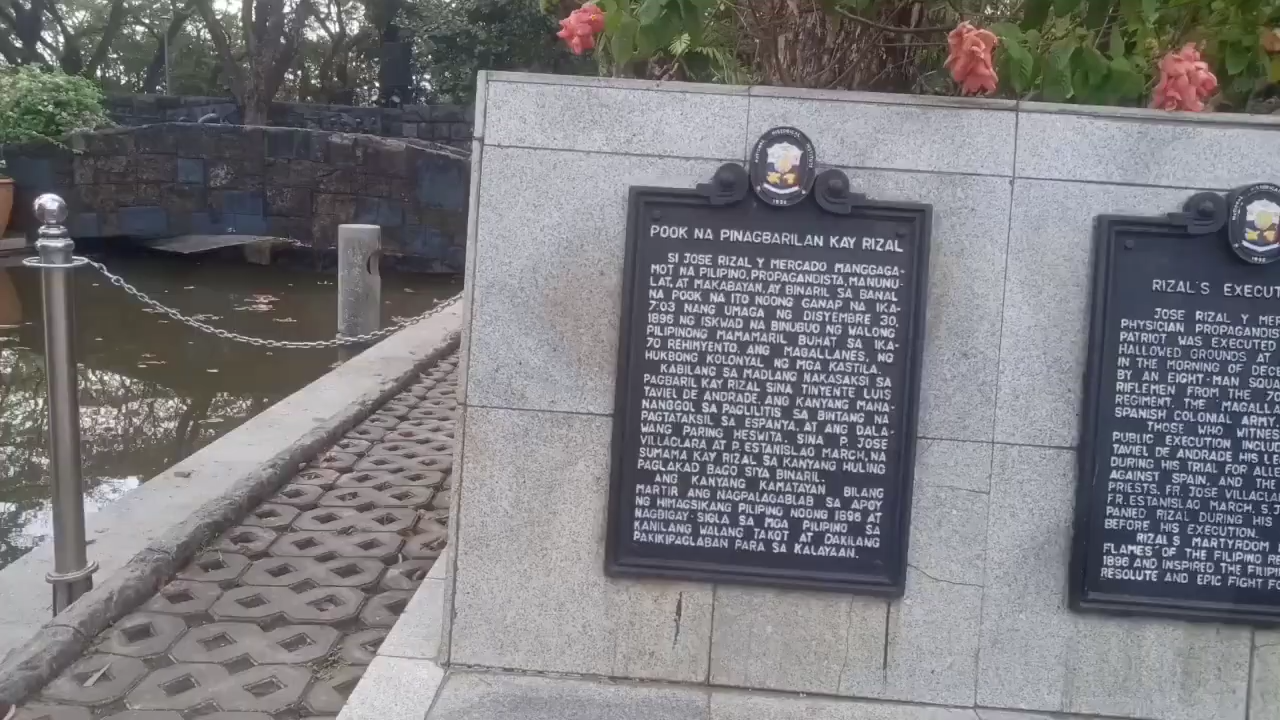 POOK NA PINAGBARILAN KAY RIZAL
SI JOSE RIZAL Y MERCADO MANGGAGA-
MOT NA PILIPINO, PROPAGANDISTA, MANUNU-
LAT, AT MAKABAYAN, AY BINARIL SA BANAL
NA POOK NA ITO NOONG GANAP NA IKA-
7:03 NANG UMAGA NG DISYEMBRE 30,
1896 NG ISKWAD NA BINUBUO NG WALONG
PILIPINONG MAMAMARIL BUHAT SA IKA-
70 REHIMYENTO, ANG MAGALLANES, NG
HUKBONG KOLONYAL NG MGA KASTILA.
KABILANG SA MADLANG NAKASAKSI SA
PAGBARIL KAY RIZAL SINA TINYENTE LUIS
TAVIEL DE ANDRADE, ANG KANYANG MANA-
NANGGOL SA PAGLILITIS SA BINTANG NA
PAGTATAKSIL SA ESPANYA, AT ANG DALA-
WANG PARING HESWITA, SINA P. JOSE
VILLACLARA AT P. ESTANISLAO MARCH, NA
SUMAMA KAY RIZAL SA KANYANG HULING
PAGLAKAD BAGO SIYA BINARIL.
ANG KANYANG KAMATAYAN BILANG
MARTIR ANG NAGPALAGABLAB SA APOY
NG HIMAGSIKANG PILIPINO NOONG 1896 AT
NAGBIGAY-SIGLA SA MGA PILIPINO SA
KANILANG WALANG TAKOT AT DAKILANG
PAKIKIPAGLABAN PARA SA KALAYAAN.
RIZAL'S EXECUT
JOSE RIZAL Y MER
PHYSICIAN PROPAGANDIS
PATRIOT WAS EXECUTED
HALLOWED GROUNDS AT
IN THE MORNING OF DECE
BY AN EIGHT-MAN SQUA
RIFLEMEN FROM THE 70
REGIMENT, THE "MAGALLA
SPANISH COLONIAL ARMY.
THOSE WHO WITNES
PUBLIC EXECUTION INCLUD
TAVIEL DE ANDRADE HIS LE
DURING HIS TRIAL FOR ALLE
AGAINST SPAIN, AND THE
PRIESTS, FR. JOSE VILLACLA
FR. ESTANISLAO MARCH, S.J
PANIED RIZAL DURING HIS
BEFORE HIS EXECUTION.
RIZAL'S MARTYRDOM
FLAMES OF THE FILIPINO RE
1896 AND INSPIRED THE FILIPI
RESOLUTE AND EPIC FIGHT FO